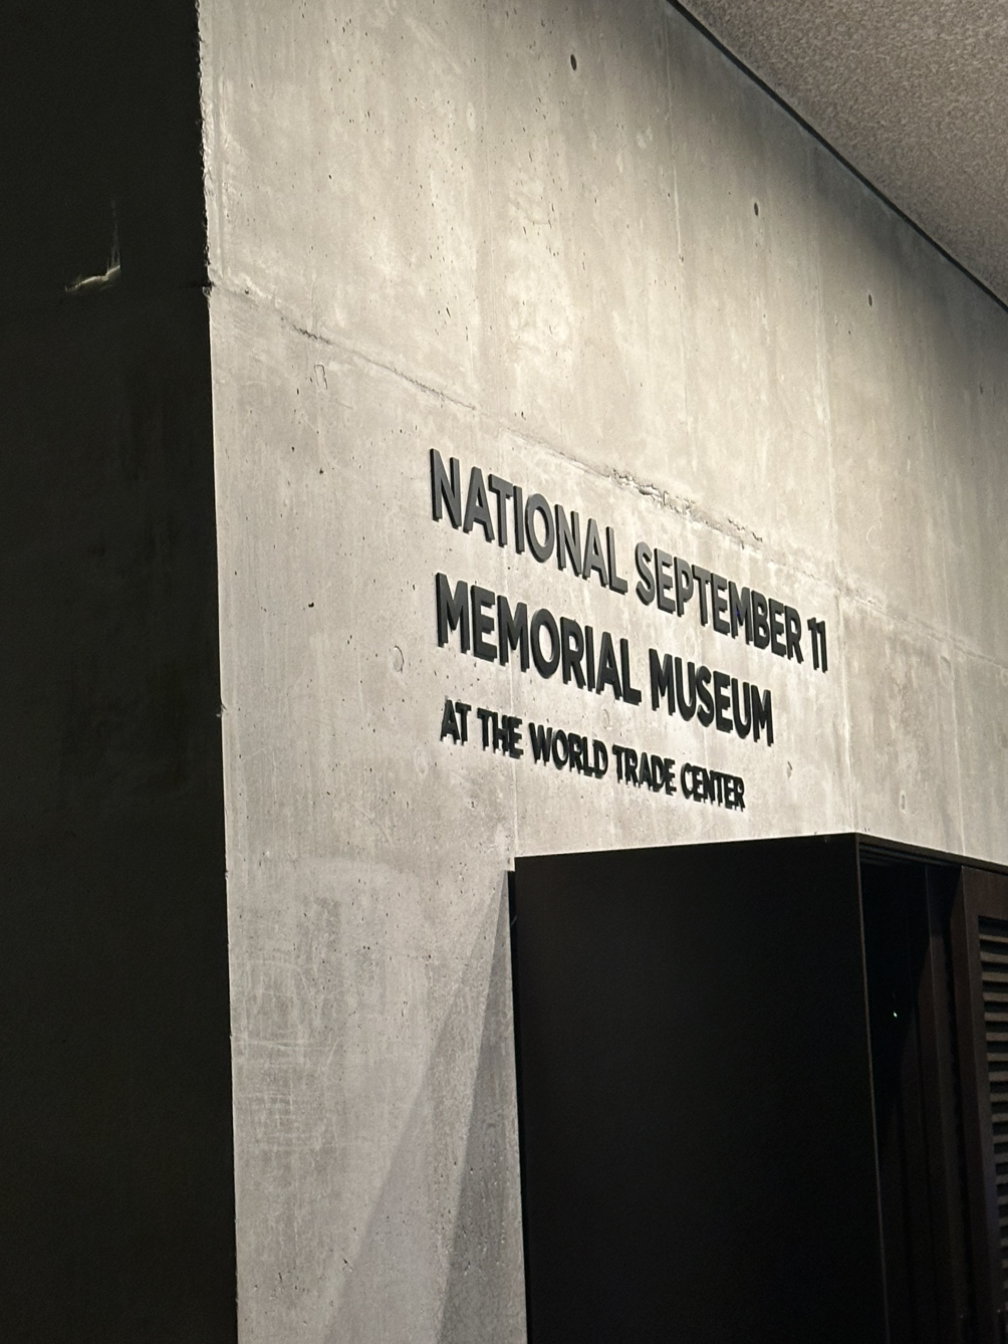 NATIONAL SEPTEMBER 11
MEMORIAL MUSEUM
AT THE WORLD TRADE CENTER